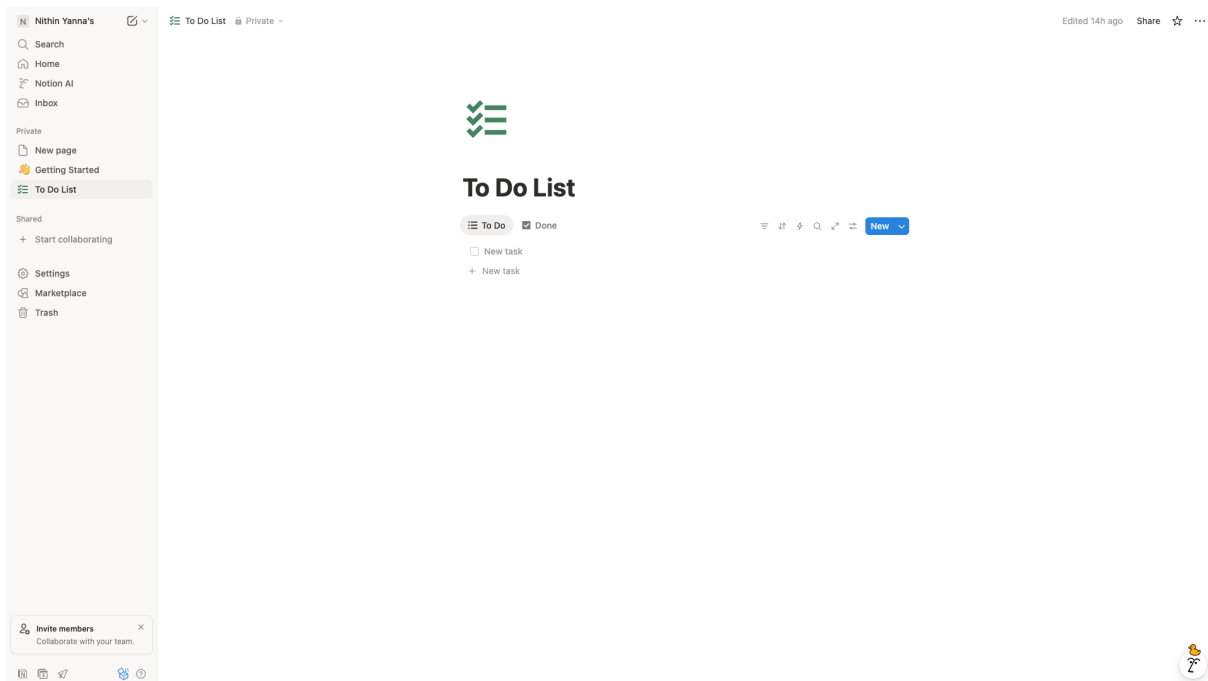 N Nithin Yanna's
Search
Home
Notion AI
Inbox
Private
New page
Getting Started
To Do List
Shared
+ Start collaborating
Settings
Marketplace
Trash
Invite members
Collaborate with your team.
To Do List Private
Edited 14h ago Share
To Do List
To Do Done
New
New task
+ New task